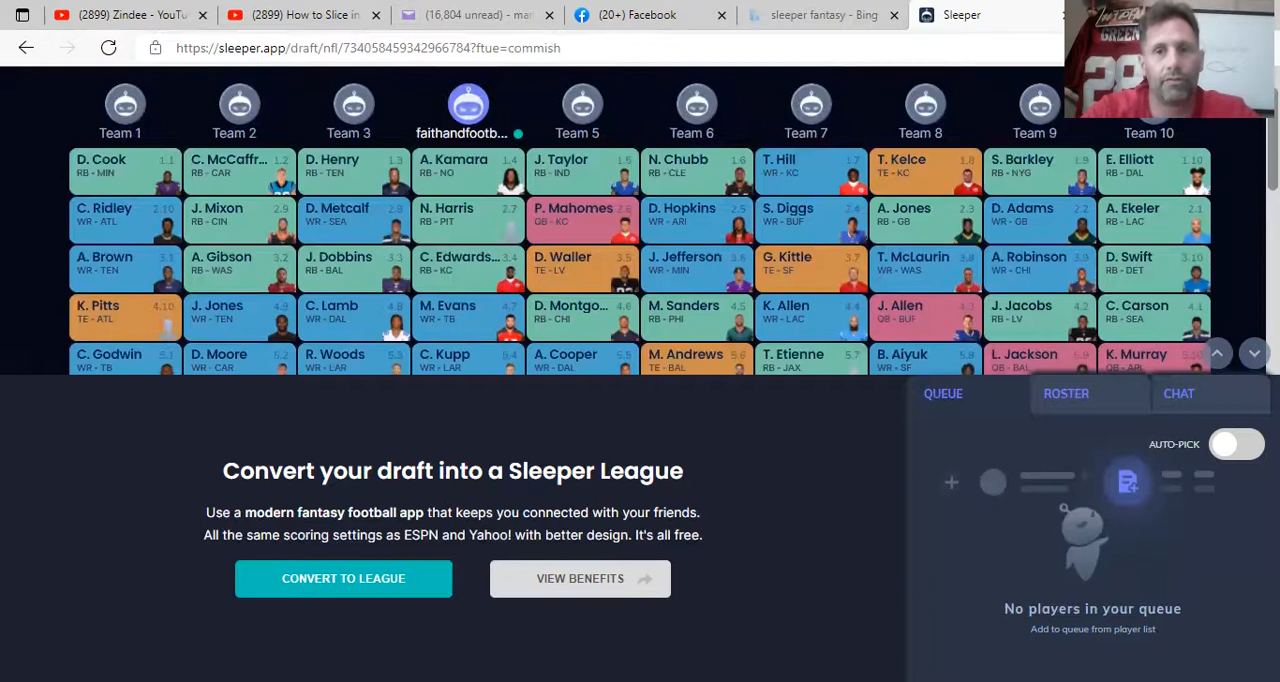 (2899) Zindee - YouTu
(2899) How to Slice in
(16,804 unread) - mar
(20+) Facebook
sleeper fantasy - Bing
Sleeper
https://sleeper.app/draft/nfl/734058459342966784?ftue=commish
GREEN
28
Team 1 Team 2 Team 3 faithandfootb... Team 5 Team 6 Team 7 Team 8 Team 9 Team 10
D. Cook 1.1 C. McCaffr... 1.2 D. Henry 1.3 A. Kamara 1.4 J. Taylor 1.5 N. Chubb 1.6 T. Hill 1.7 T. Kelce 1.8 S. Barkley 1.9 E. Elliott 1.10
RB - MIN RB - CAR RB - TEN RB - NO RB - IND RB - CLE WR - KC TE - KC RB - NYG RB - DAL
C. Ridley 2.10 J. Mixon 2.9 D. Metcalf 2.8 N. Harris 2.7 P. Mahomes 2.6 D. Hopkins 2.5 S. Diggs 2.4 A. Jones 2.3 D. Adams 2.2 A. Ekeler 2.1
WR - ATL RB - CIN WR - SEA RB - PIT QB - KC WR - ARI WR - BUF RB - GB WR - GB RB - LAC
A. Brown 3.1 A. Gibson 3.2 J. Dobbins 3.3 C. Edwards... 3.4 D. Waller 3.5 J. Jefferson 3.6 G. Kittle 3.7 T. McLaurin 3.8 A. Robinson 3.9 D. Swift 3.10
WR - TEN RB - WAS RB - BAL RB - KC TE - LV WR - MIN TE - SF WR - WAS WR - CHI RB - DET
K. Pitts 4.10 J. Jones 4.9 C. Lamb 4.8 M. Evans 4.7 D. Montgo... 4.6 M. Sanders 4.5 K. Allen 4.4 J. Allen 4.3 J. Jacobs 4.2 C. Carson 4.1
TE - ATL WR - TEN WR - DAL WR - TB RB - CHI RB - PHI WR - LAC QB - BUF RB - LV RB - SEA
C. Godwin 5.1 D. Moore 5.2 R. Woods 5.3 C. Kupp 5.4 A. Cooper 5.5 M. Andrews 5.6 T. Etienne 5.7 B. Aiyuk 5.8 L. Jackson 5.9 K. Murray 5.10
WR - TB WR - CAR WR - LAR WR - LAR WR - DAL TE - BAL RB - JAX WR - SF QB - BAL QB - ARI
QUEUE ROSTER CHAT
AUTO-PICK
Convert your draft into a Sleeper League
Use a modern fantasy football app that keeps you connected with your friends.
All the same scoring settings as ESPN and Yahoo! with better design. It's all free.
CONVERT TO LEAGUE VIEW BENEFITS
No players in your queue
Add to queue from player list